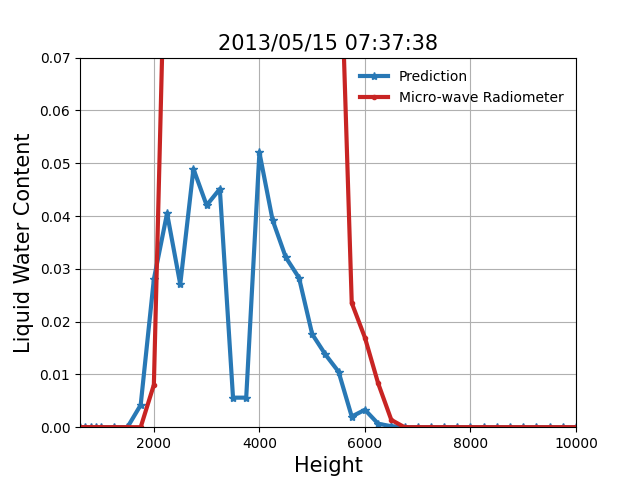 2013/05/15 07:37:38
Prediction
Micro-wave Radiometer
Liquid Water Content
0.07
0.06
0.05
0.04
0.03
0.02
0.01
0.00
2000 4000 6000 8000 10000
Height